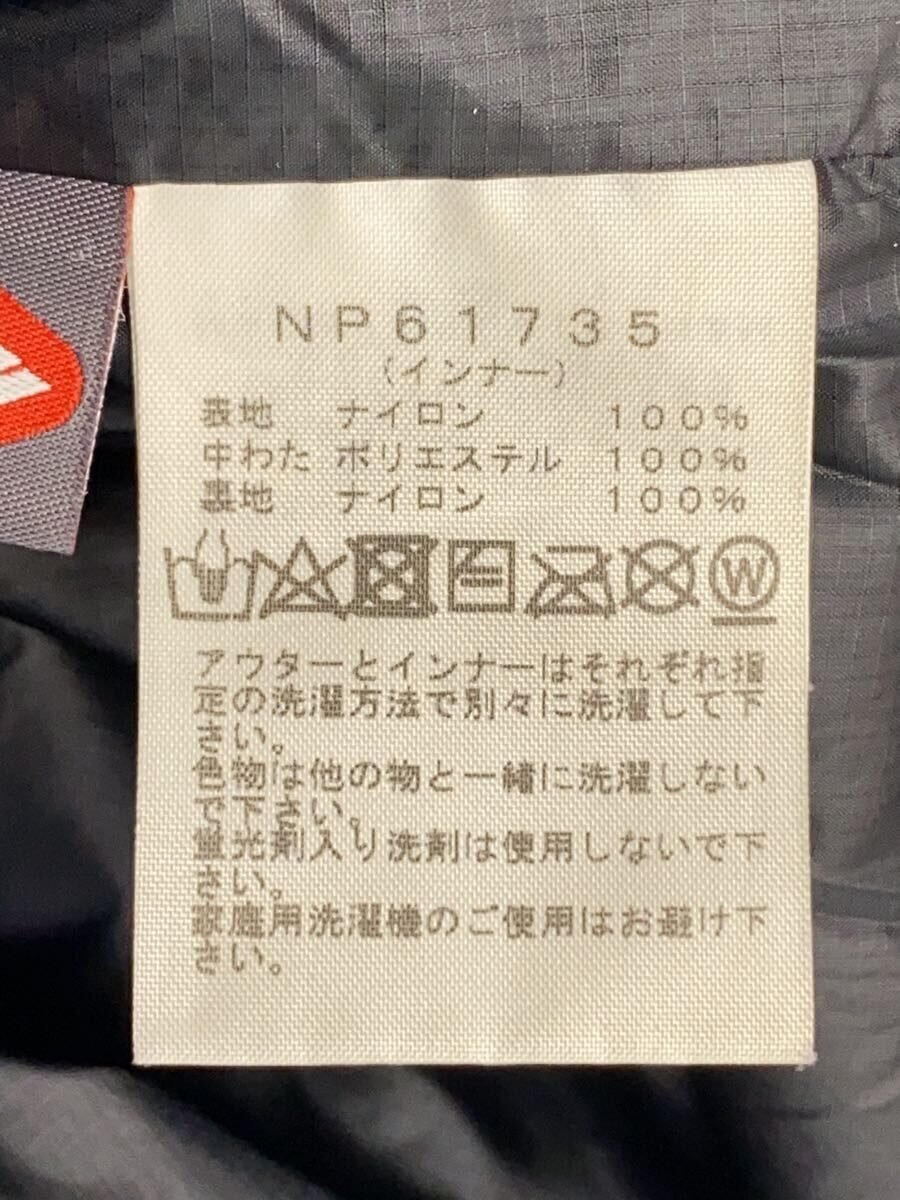 NP61735
(インナー)
表地 ナイロン 100%
中わた ポリエステル 100%
裏地 ナイロン 100%
W
アウターとインナーはそれぞれ指
定の洗濯方法で別々に洗濯して下
さい。
色物は他の物と一緒に洗濯しない
で下さい。
蛍光剤入り洗剤は使用しないで下
さい。
家庭用洗濯機のご使用はお避け下
さい。